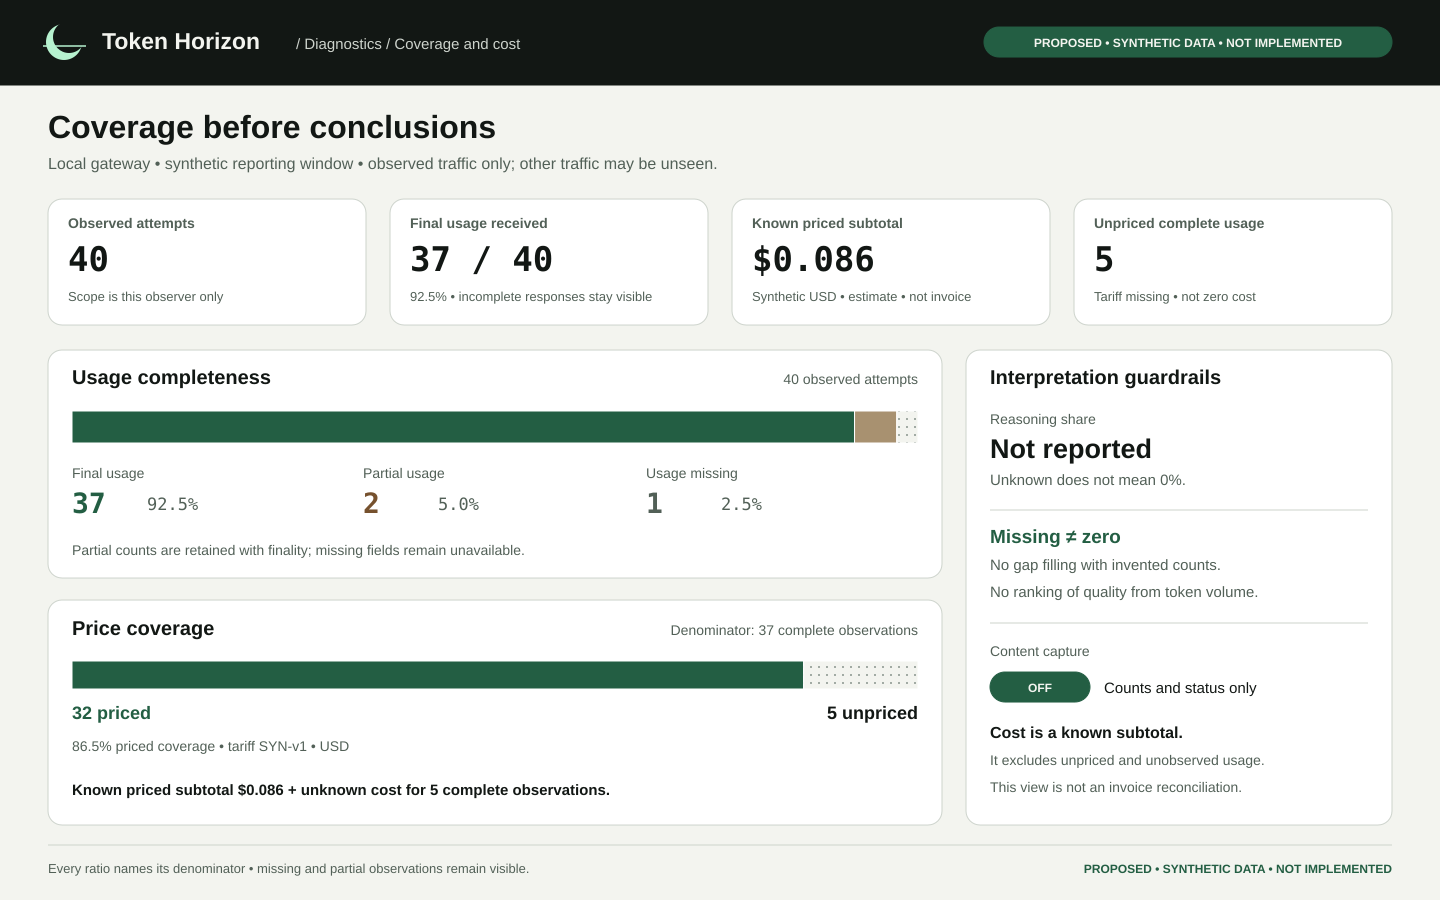 Token Horizon
/ Diagnostics / Coverage and cost
PROPOSED • SYNTHETIC DATA • NOT IMPLEMENTED
Coverage before conclusions
Local gateway • synthetic reporting window • observed traffic only; other traffic may be unseen.
Observed attempts
40
Scope is this observer only
Final usage received
37 / 40
92.5% • incomplete responses stay visible
Known priced subtotal
$0.086
Synthetic USD • estimate • not invoice
Unpriced complete usage
5
Tariff missing • not zero cost
Usage completeness
40 observed attempts
Final usage
37 92.5%
Partial usage
2 5.0%
Usage missing
1 2.5%
Partial counts are retained with finality; missing fields remain unavailable.
Price coverage
Denominator: 37 complete observations
32 priced
5 unpriced
86.5% priced coverage • tariff SYN-v1 • USD
Known priced subtotal $0.086 + unknown cost for 5 complete observations.
Interpretation guardrails
Reasoning share
Not reported
Unknown does not mean 0%.
Missing ≠ zero
No gap filling with invented counts.
No ranking of quality from token volume.
Content capture
OFF
Counts and status only
Cost is a known subtotal.
It excludes unpriced and unobserved usage.
This view is not an invoice reconciliation.
Every ratio names its denominator • missing and partial observations remain visible.
PROPOSED • SYNTHETIC DATA • NOT IMPLEMENTED